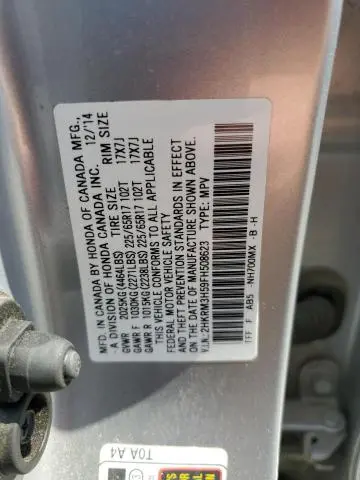 MADE IN CANADA BY HONDA OF CANADA MFG.,
A DIVISION OF HONDA CANADA INC. 12/14
TIRE SIZE RIM SIZE
GVWR 2025KG (4464LBS)
GAWR F 1030KG (2271LBS) 225/65R17 102T 17X7J
GAWR R 1015KG (2238LBS) 225/65R17 102T 17X7J
THIS VEHICLE CONFORMS TO ALL APPLICABLE
FEDERAL MOTOR VEHICLE SAFETY AND
THEFT PREVENTION STANDARDS IN EFFECT
ON THE DATE OF MANUFACTURE SHOWN ABOVE.
V.I.N.:2HKRM3H59FH508623 TYPE: MPV
TFF F AB5 NH700MX B H
T0A A4